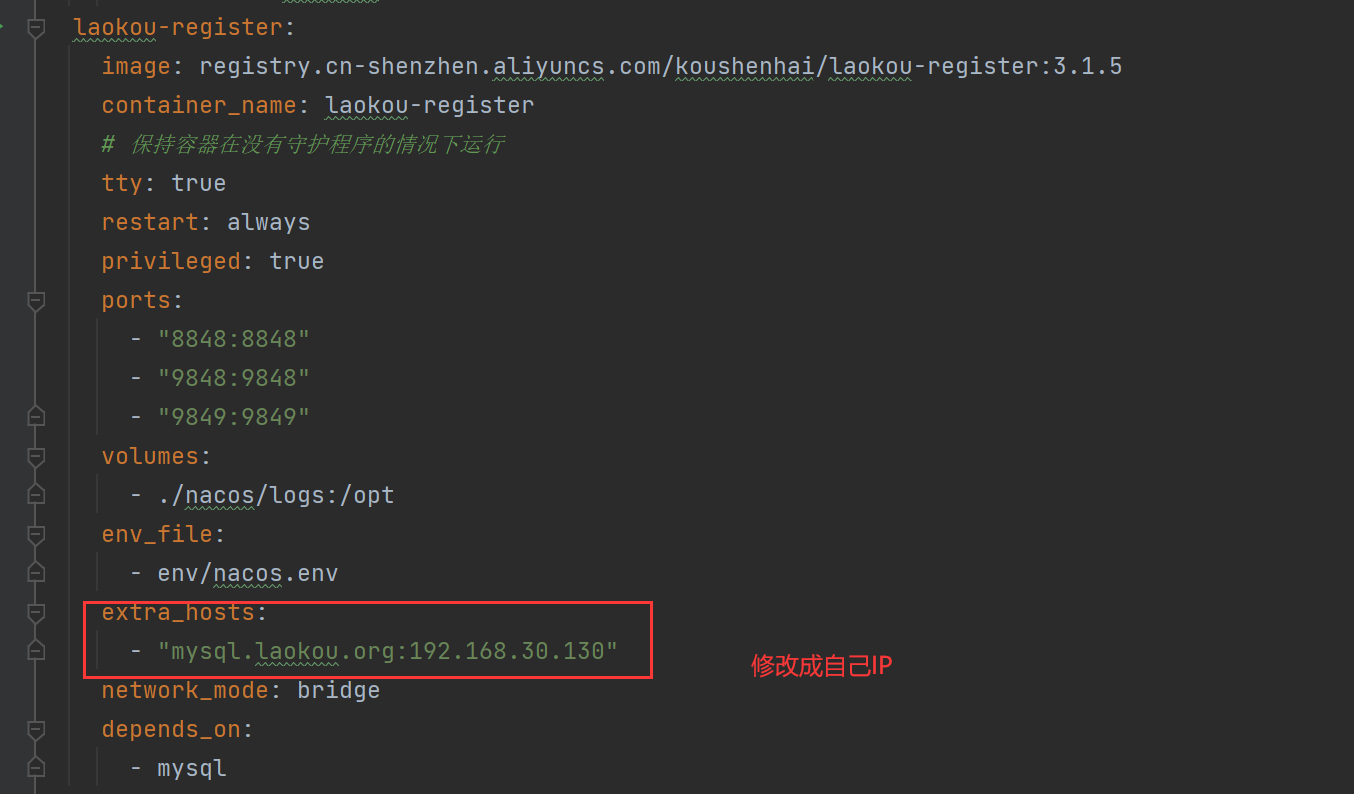 laokou-register:
image: registry.cn-shenzhen.aliyuncs.com/koushenhai/laokou-register:3.1.5
container_name: laokou-register
# 保持容器在没有守护程序的情况下运行
tty: true
restart: always
privileged: true
ports:
- "8848:8848"
- "9848:9848"
- "9849:9849"
volumes:
- ./nacos/logs:/opt
env_file:
- env/nacos.env
extra_hosts:
- "mysql.laokou.org:192.168.30.130"
修改成自己IP
network_mode: bridge
depends_on:
- mysql